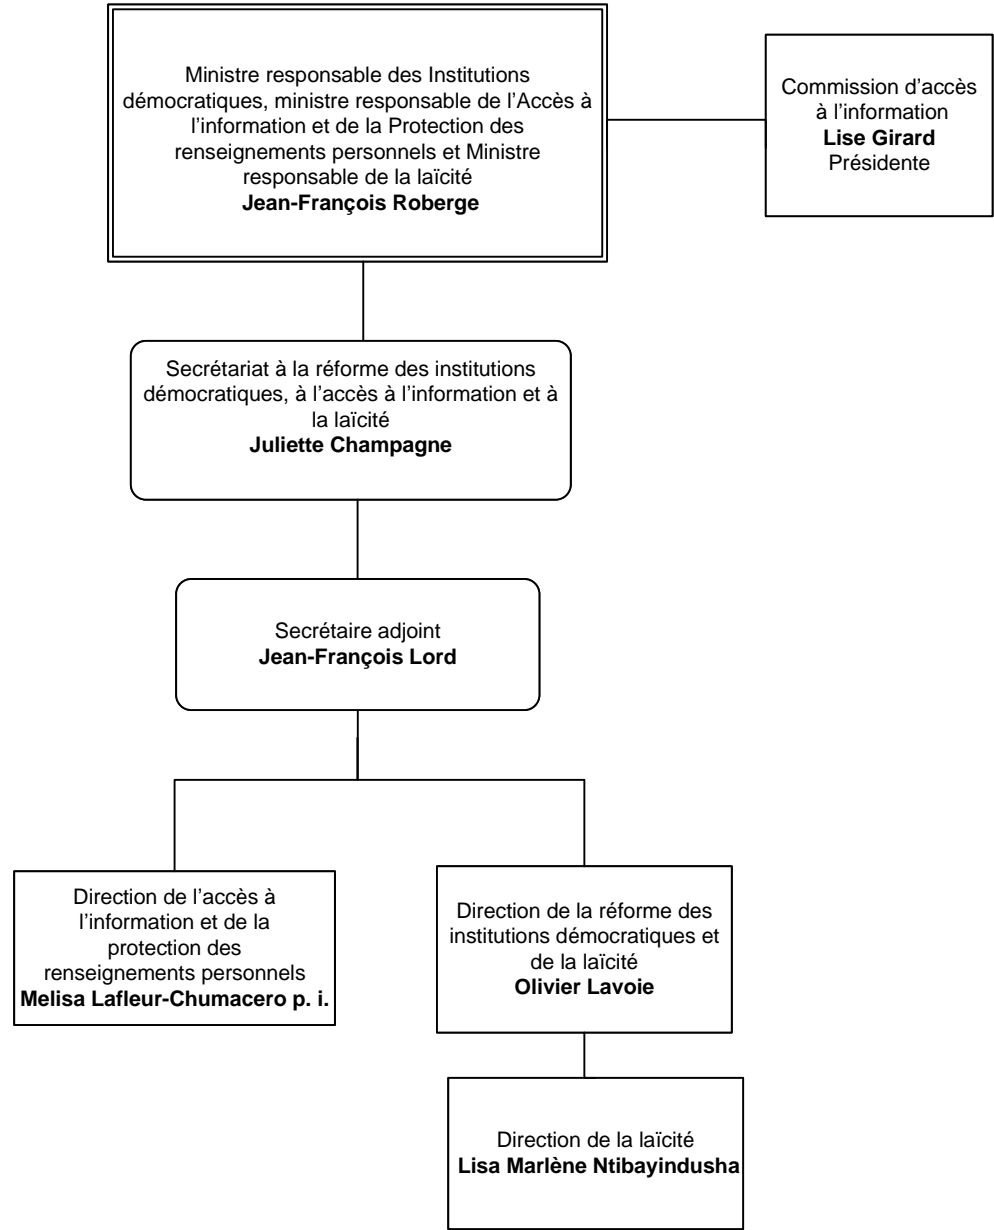 Ministre responsable des Institutions
démocratiques, ministre responsable de l’Accès à
l’information et de la Protection des
renseignements personnels et Ministre
responsable de la laïcité
Jean-François Roberge
Commission d’accès
à l’information
Lise Girard
Présidente
Secrétariat à la réforme des institutions
démocratiques, à l’accès à l’information et à
la laïcité
Juliette Champagne
Secrétaire adjoint
Jean-François Lord
Direction de l’accès à
l’information et de la
protection des
renseignements personnels
Melisa Lafleur-Chumacero p. i.
Direction de la réforme des
institutions démocratiques et
de la laïcité
Olivier Lavoie
Direction de la laïcité
Lisa Marlène Ntibayindusha